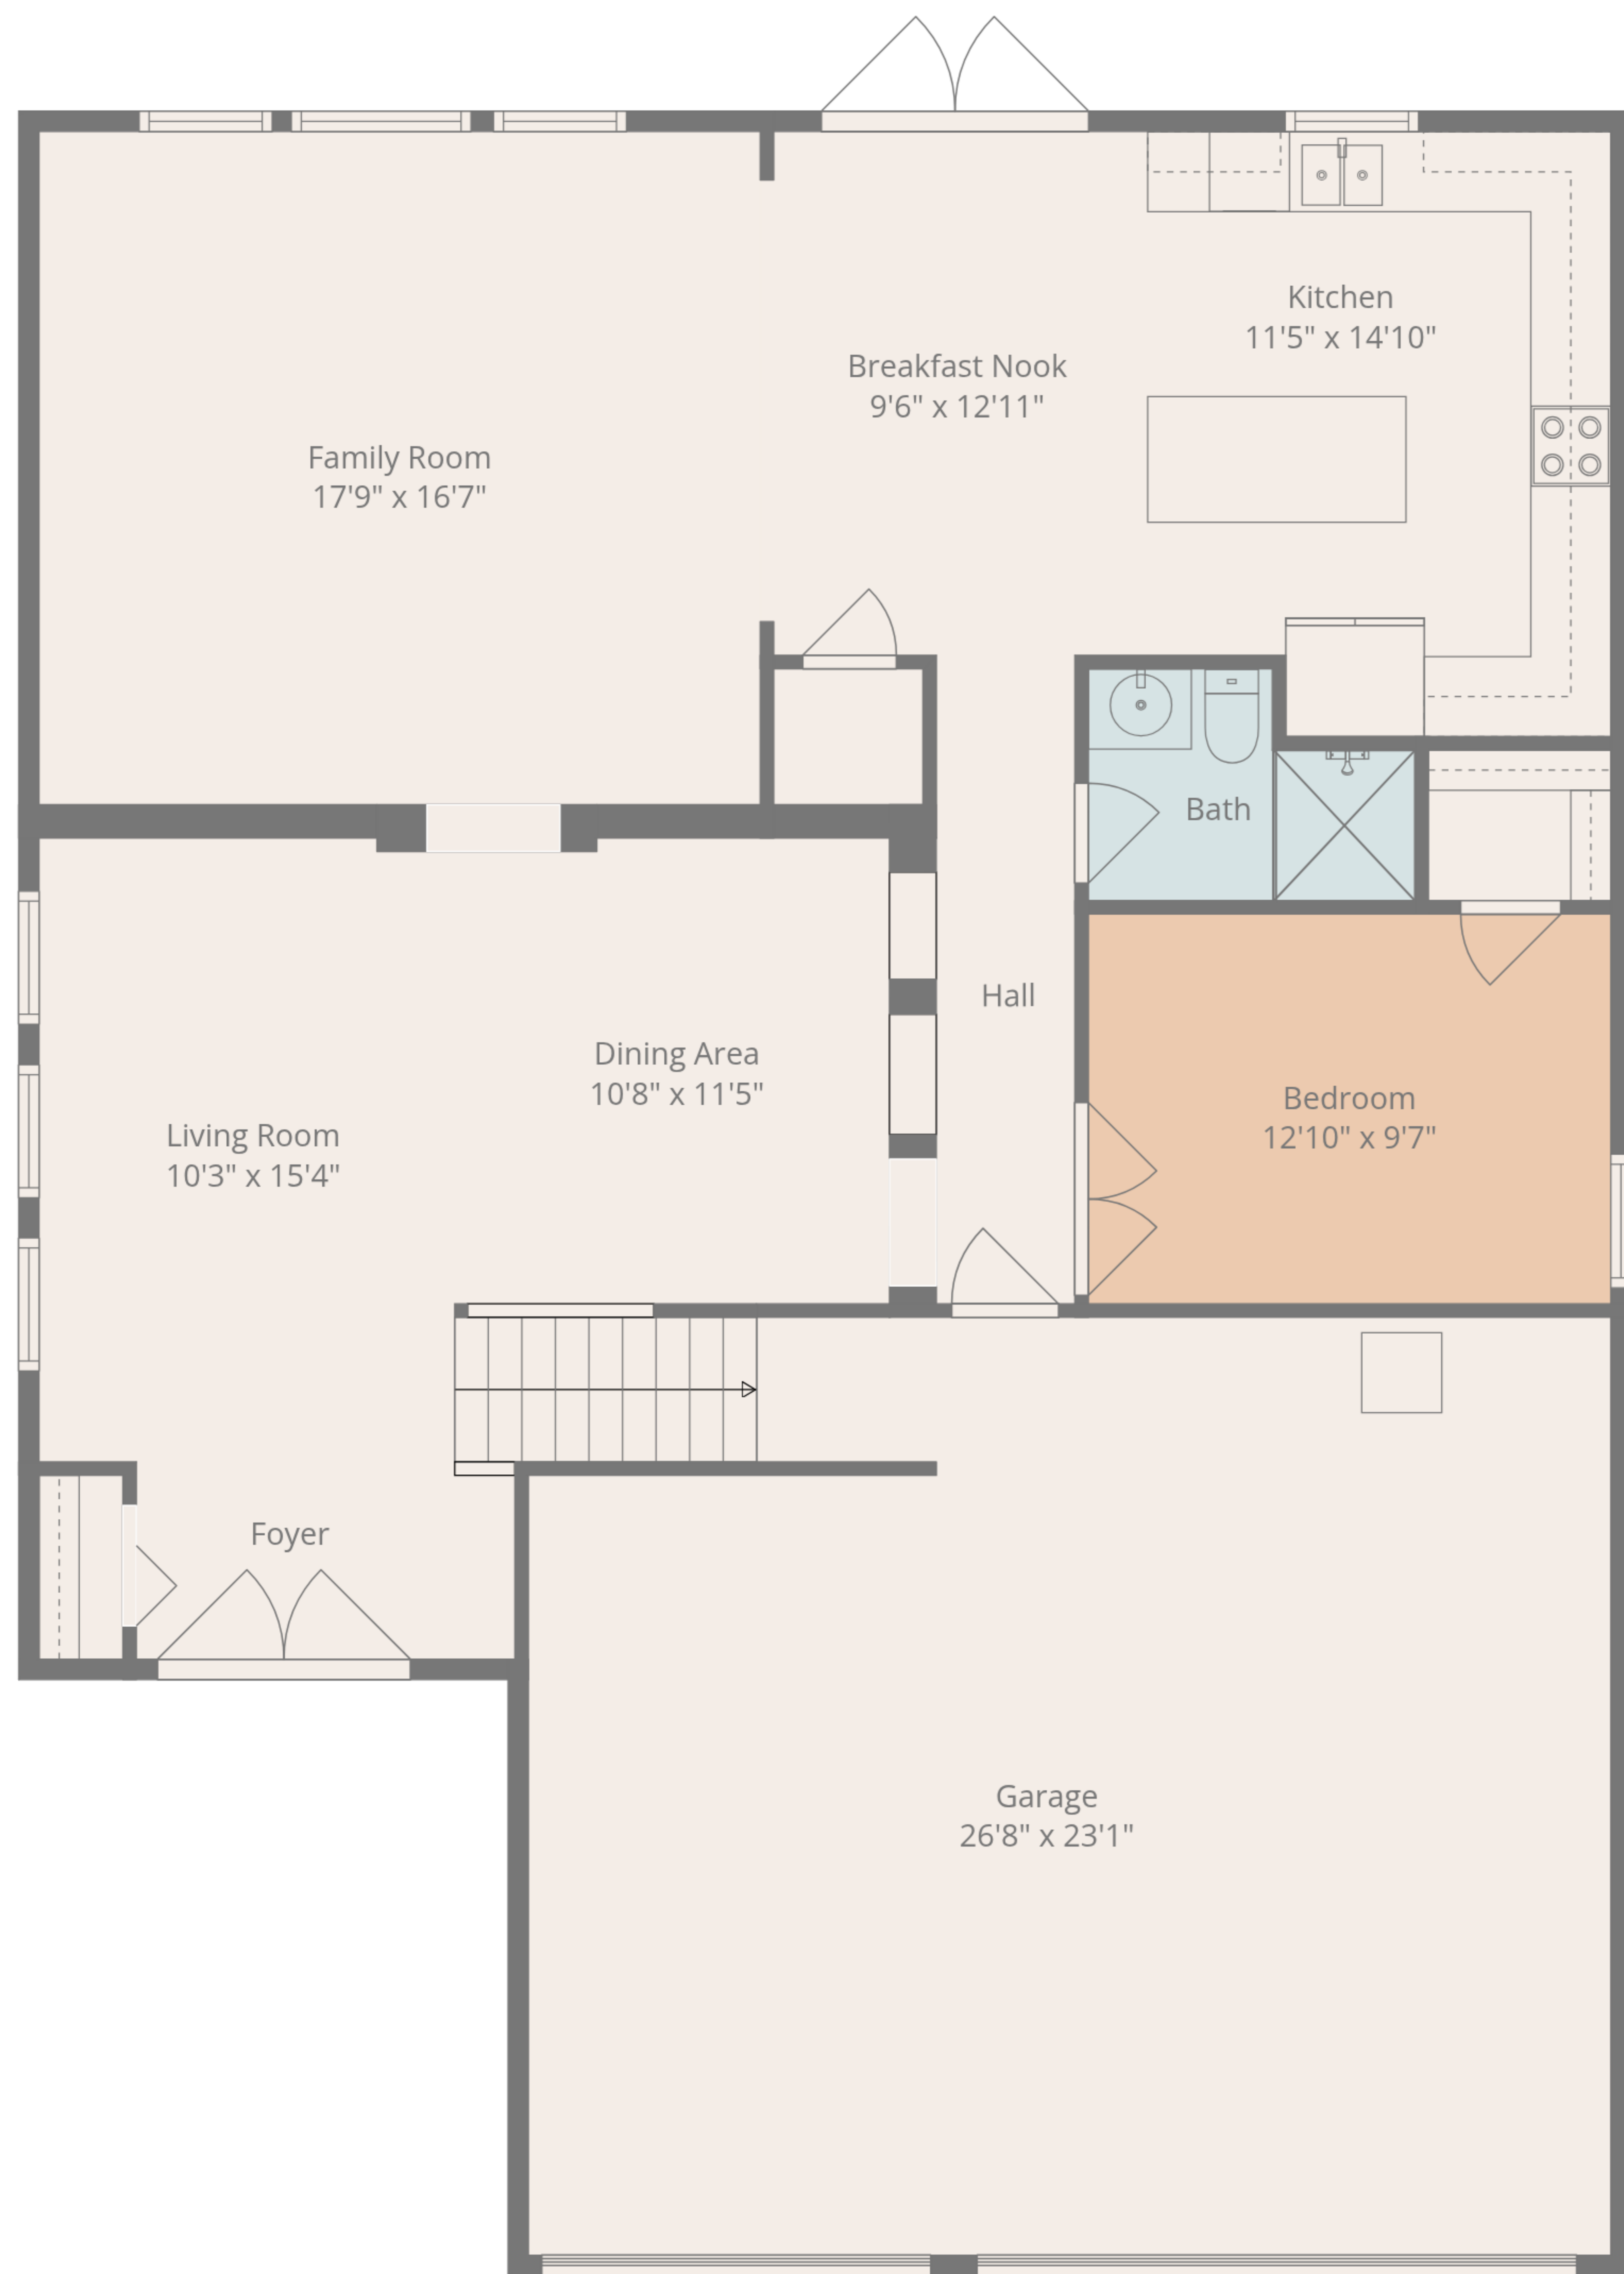 Kitchen
11'5" x 14'10"
Breakfast Nook
9'6" x 12'11"
Family Room
17'9" x 16'7"
Bath
Hall
Dining Area
10'8" x 11'5"
Bedroom
12'10" x 9'7"
Living Room
10'3" x 15'4"
Foyer
Garage
26'8" x 23'1"